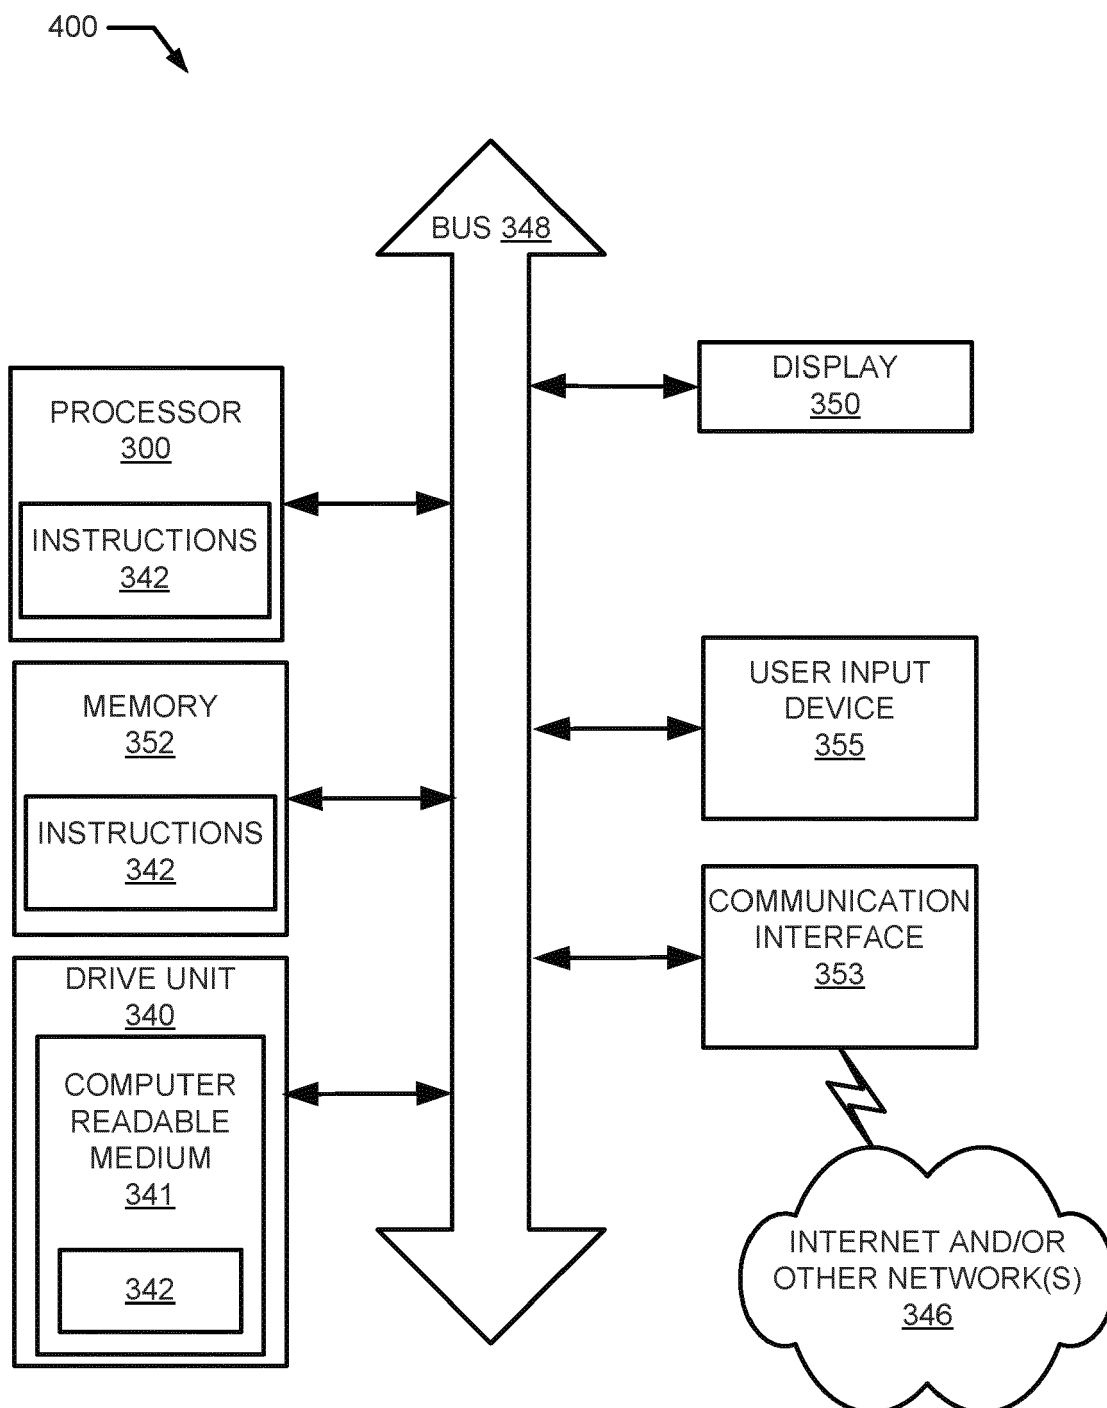 400
BUS 348
PROCESSOR
300
INSTRUCTIONS
342
MEMORY
352
INSTRUCTIONS
342
DRIVE UNIT
340
COMPUTER
READABLE
MEDIUM
341
342
DISPLAY
350
USER INPUT
DEVICE
355
COMMUNICATION
INTERFACE
353
INTERNET AND/OR
OTHER NETWORK(S)
346